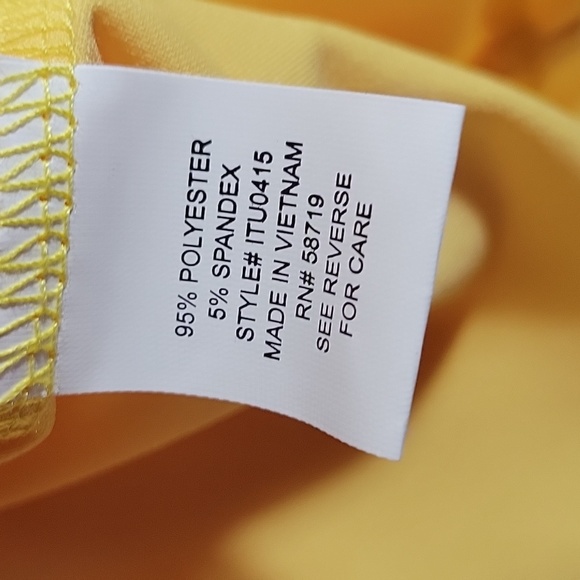 95% POLYESTER
5% SPANDEX
STYLE# ITU0415
MADE IN VIETNAM
RN# 58719
SEE REVERSE
FOR CARE